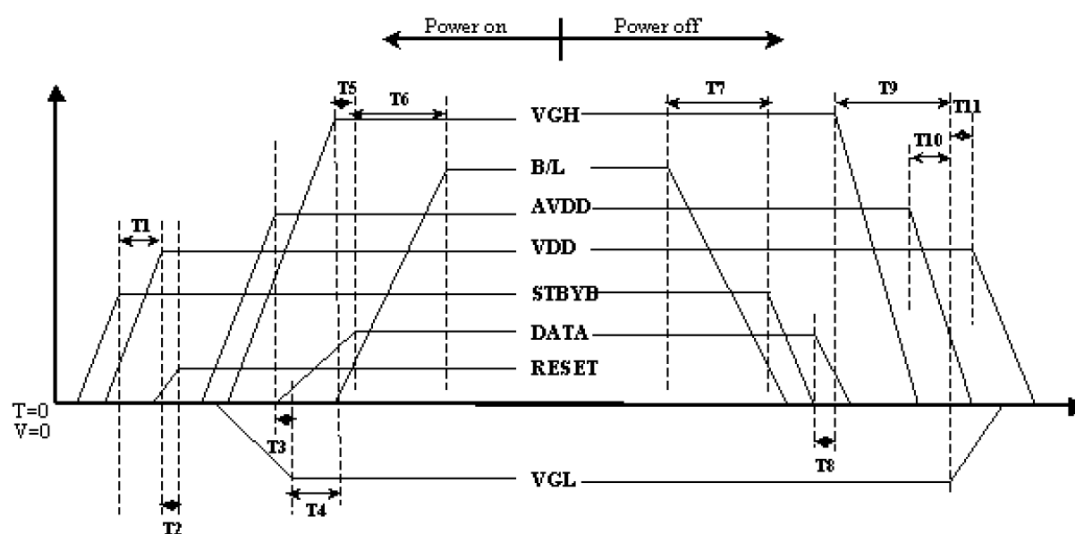 Power on Power off
T5 T6 T7 T9 T11
VGH
T10
B/L
AVDD
T1
VDD
STBYB
DATA
RESET
T=0
V=0
T3 T8
VGL
T4
T2